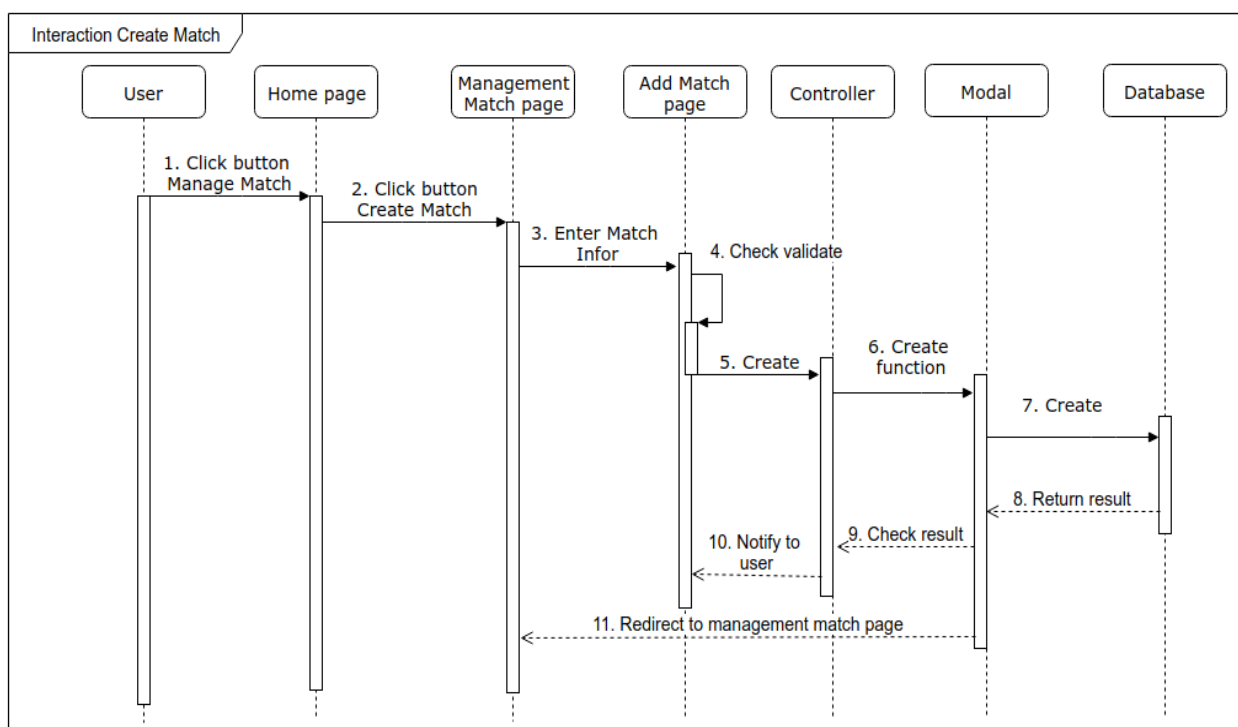 Interaction Create Match
User
Home page
Management
Match page
Add Match
page
Controller
Modal
Database
1. Click button
Manage Match
2. Click button
Create Match
3. Enter Match
Infor
4. Check validate
5. Create
6. Create
function
7. Create
8. Return result
9. Check result
10. Notify to
user
11. Redirect to management match page